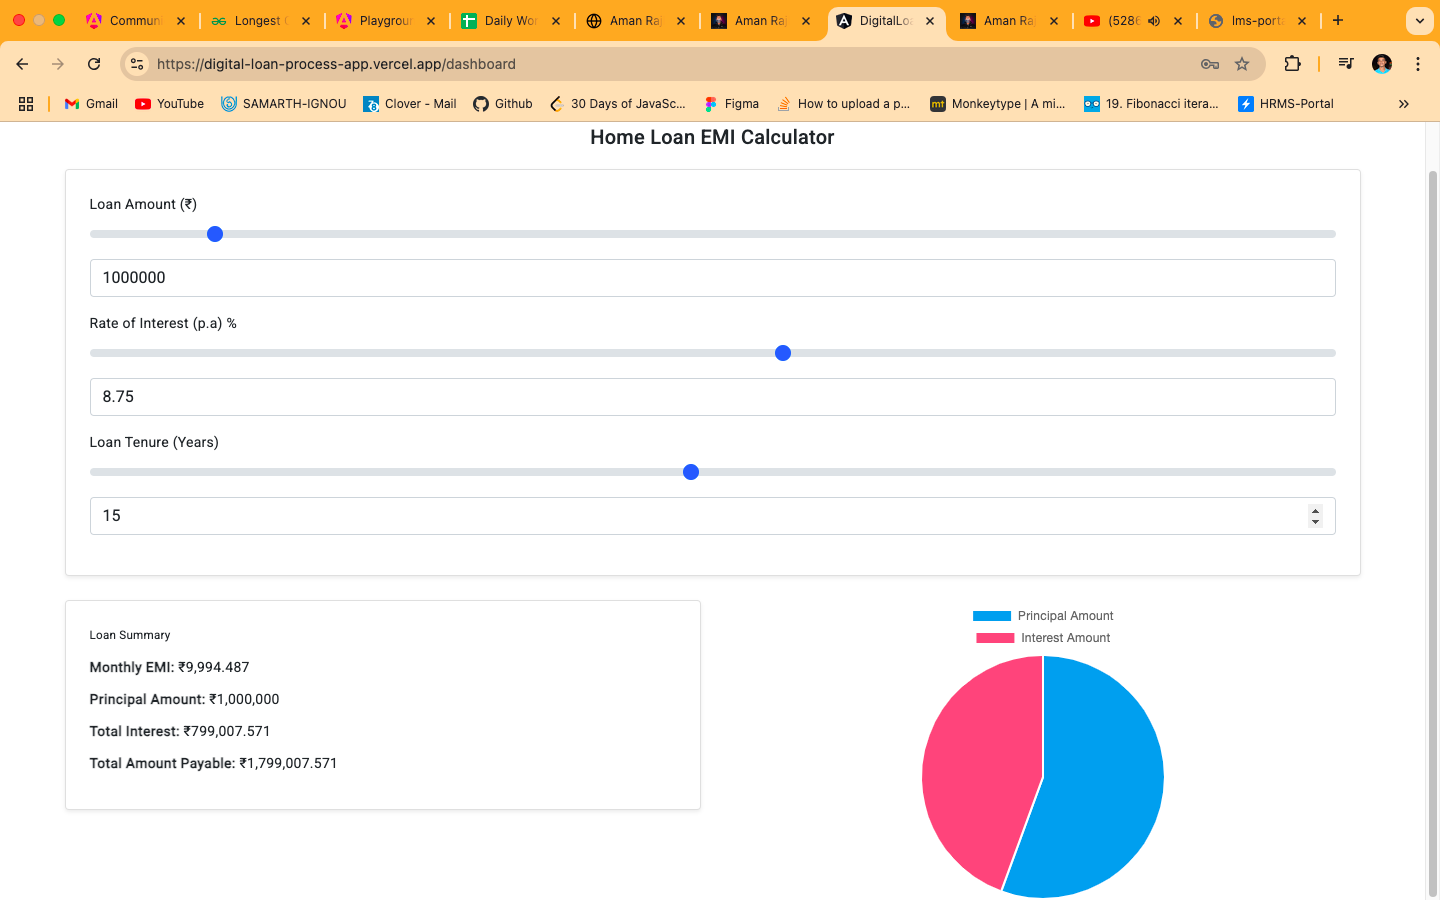 Commun
Longest
Playgrou
Daily Wor
Aman Ra
Aman Ra
DigitalLoa
Aman Ra
(5286
lms-port
https://digital-loan-process-app.vercel.app/dashboard
Gmail
YouTube
SAMARTH-IGNOU
Clover - Mail
Github
30 Days of JavaSc...
Figma
How to upload a p...
Monkeytype | A mi...
19. Fibonacci itera...
HRMS-Portal
Home Loan EMI Calculator
Loan Amount (₹)
1000000
Rate of Interest (p.a) %
8.75
Loan Tenure (Years)
15
Loan Summary
Monthly EMI: ₹9,994.487
Principal Amount: ₹1,000,000
Total Interest: ₹799,007.571
Total Amount Payable: ₹1,799,007.571
Principal Amount
Interest Amount